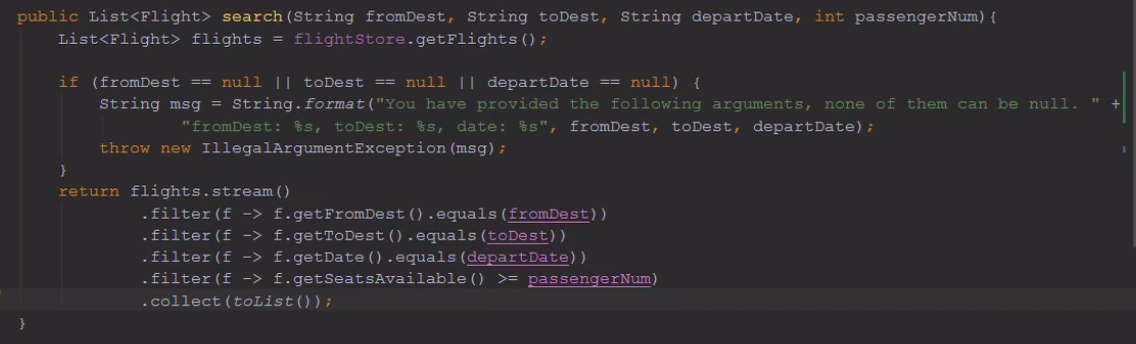 public List<Flight> search(String fromDest, String toDest, String departDate, int passengerNum){
    List<Flight> flights = flightStore.getFlights();

    if (fromDest == null || toDest == null || departDate == null) {
        String msg = String.format("You have provided the following arguments, none of them can be null. " +
                "fromDest: %s, toDest: %s, date: %s", fromDest, toDest, departDate);
        throw new IllegalArgumentException(msg);
    }
    return flights.stream()
            .filter(f -> f.getFromDest().equals(fromDest))
            .filter(f -> f.getToDest().equals(toDest))
            .filter(f -> f.getDate().equals(departDate))
            .filter(f -> f.getSeatsAvailable() >= passengerNum)
            .collect(toList());
}